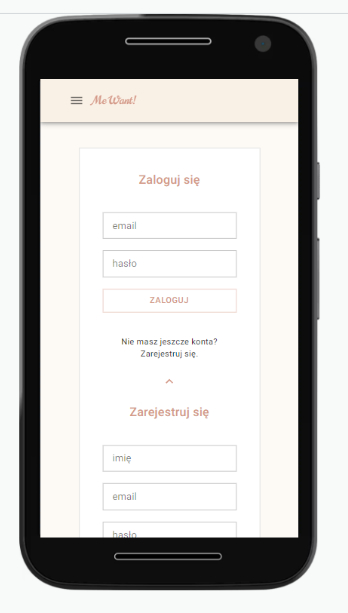 Me Want!
Zaloguj się
email
hasło
ZALOGUJ
Nie masz jeszcze konta?
Zarejestruj się.
Zarejestruj się
imię
email
hasło